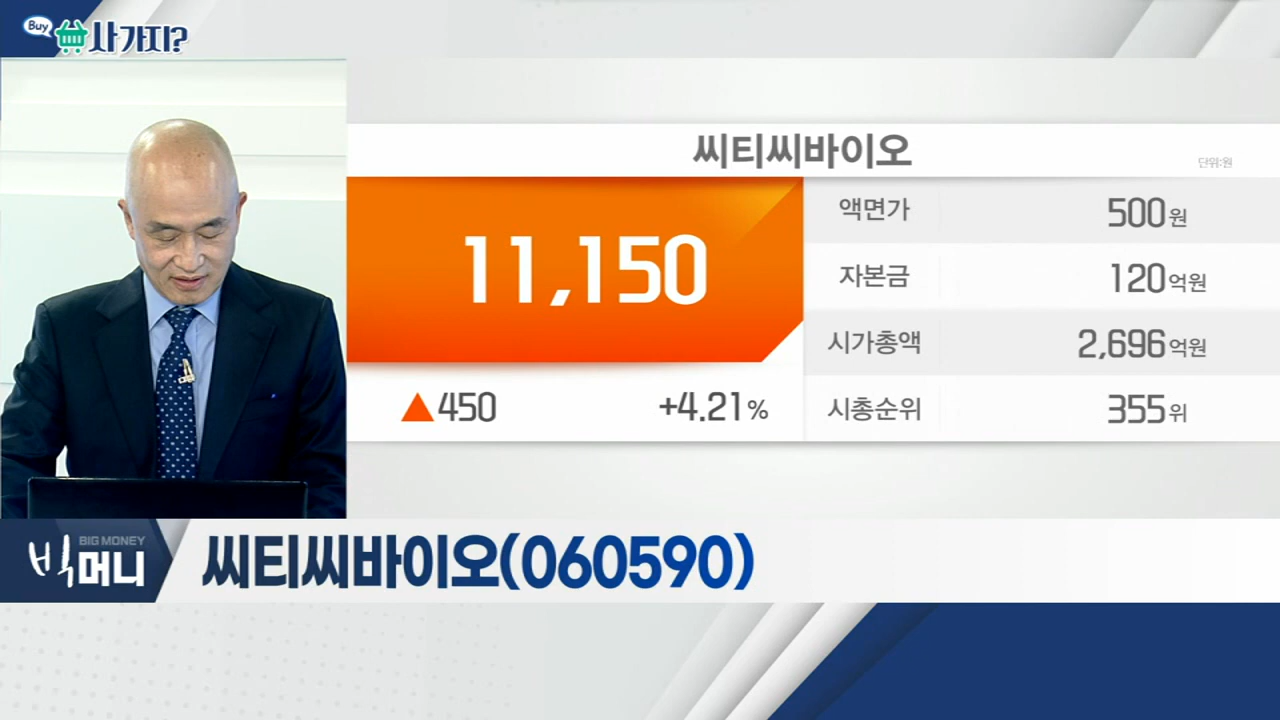 Buy
사가지?
씨티씨바이오
단위:원
11,150
▲450 +4.21%
액면가 500원
자본금 120억원
시가총액 2,696억원
시총순위 355위
BIG MONEY
빅머니
씨티씨바이오(060590)